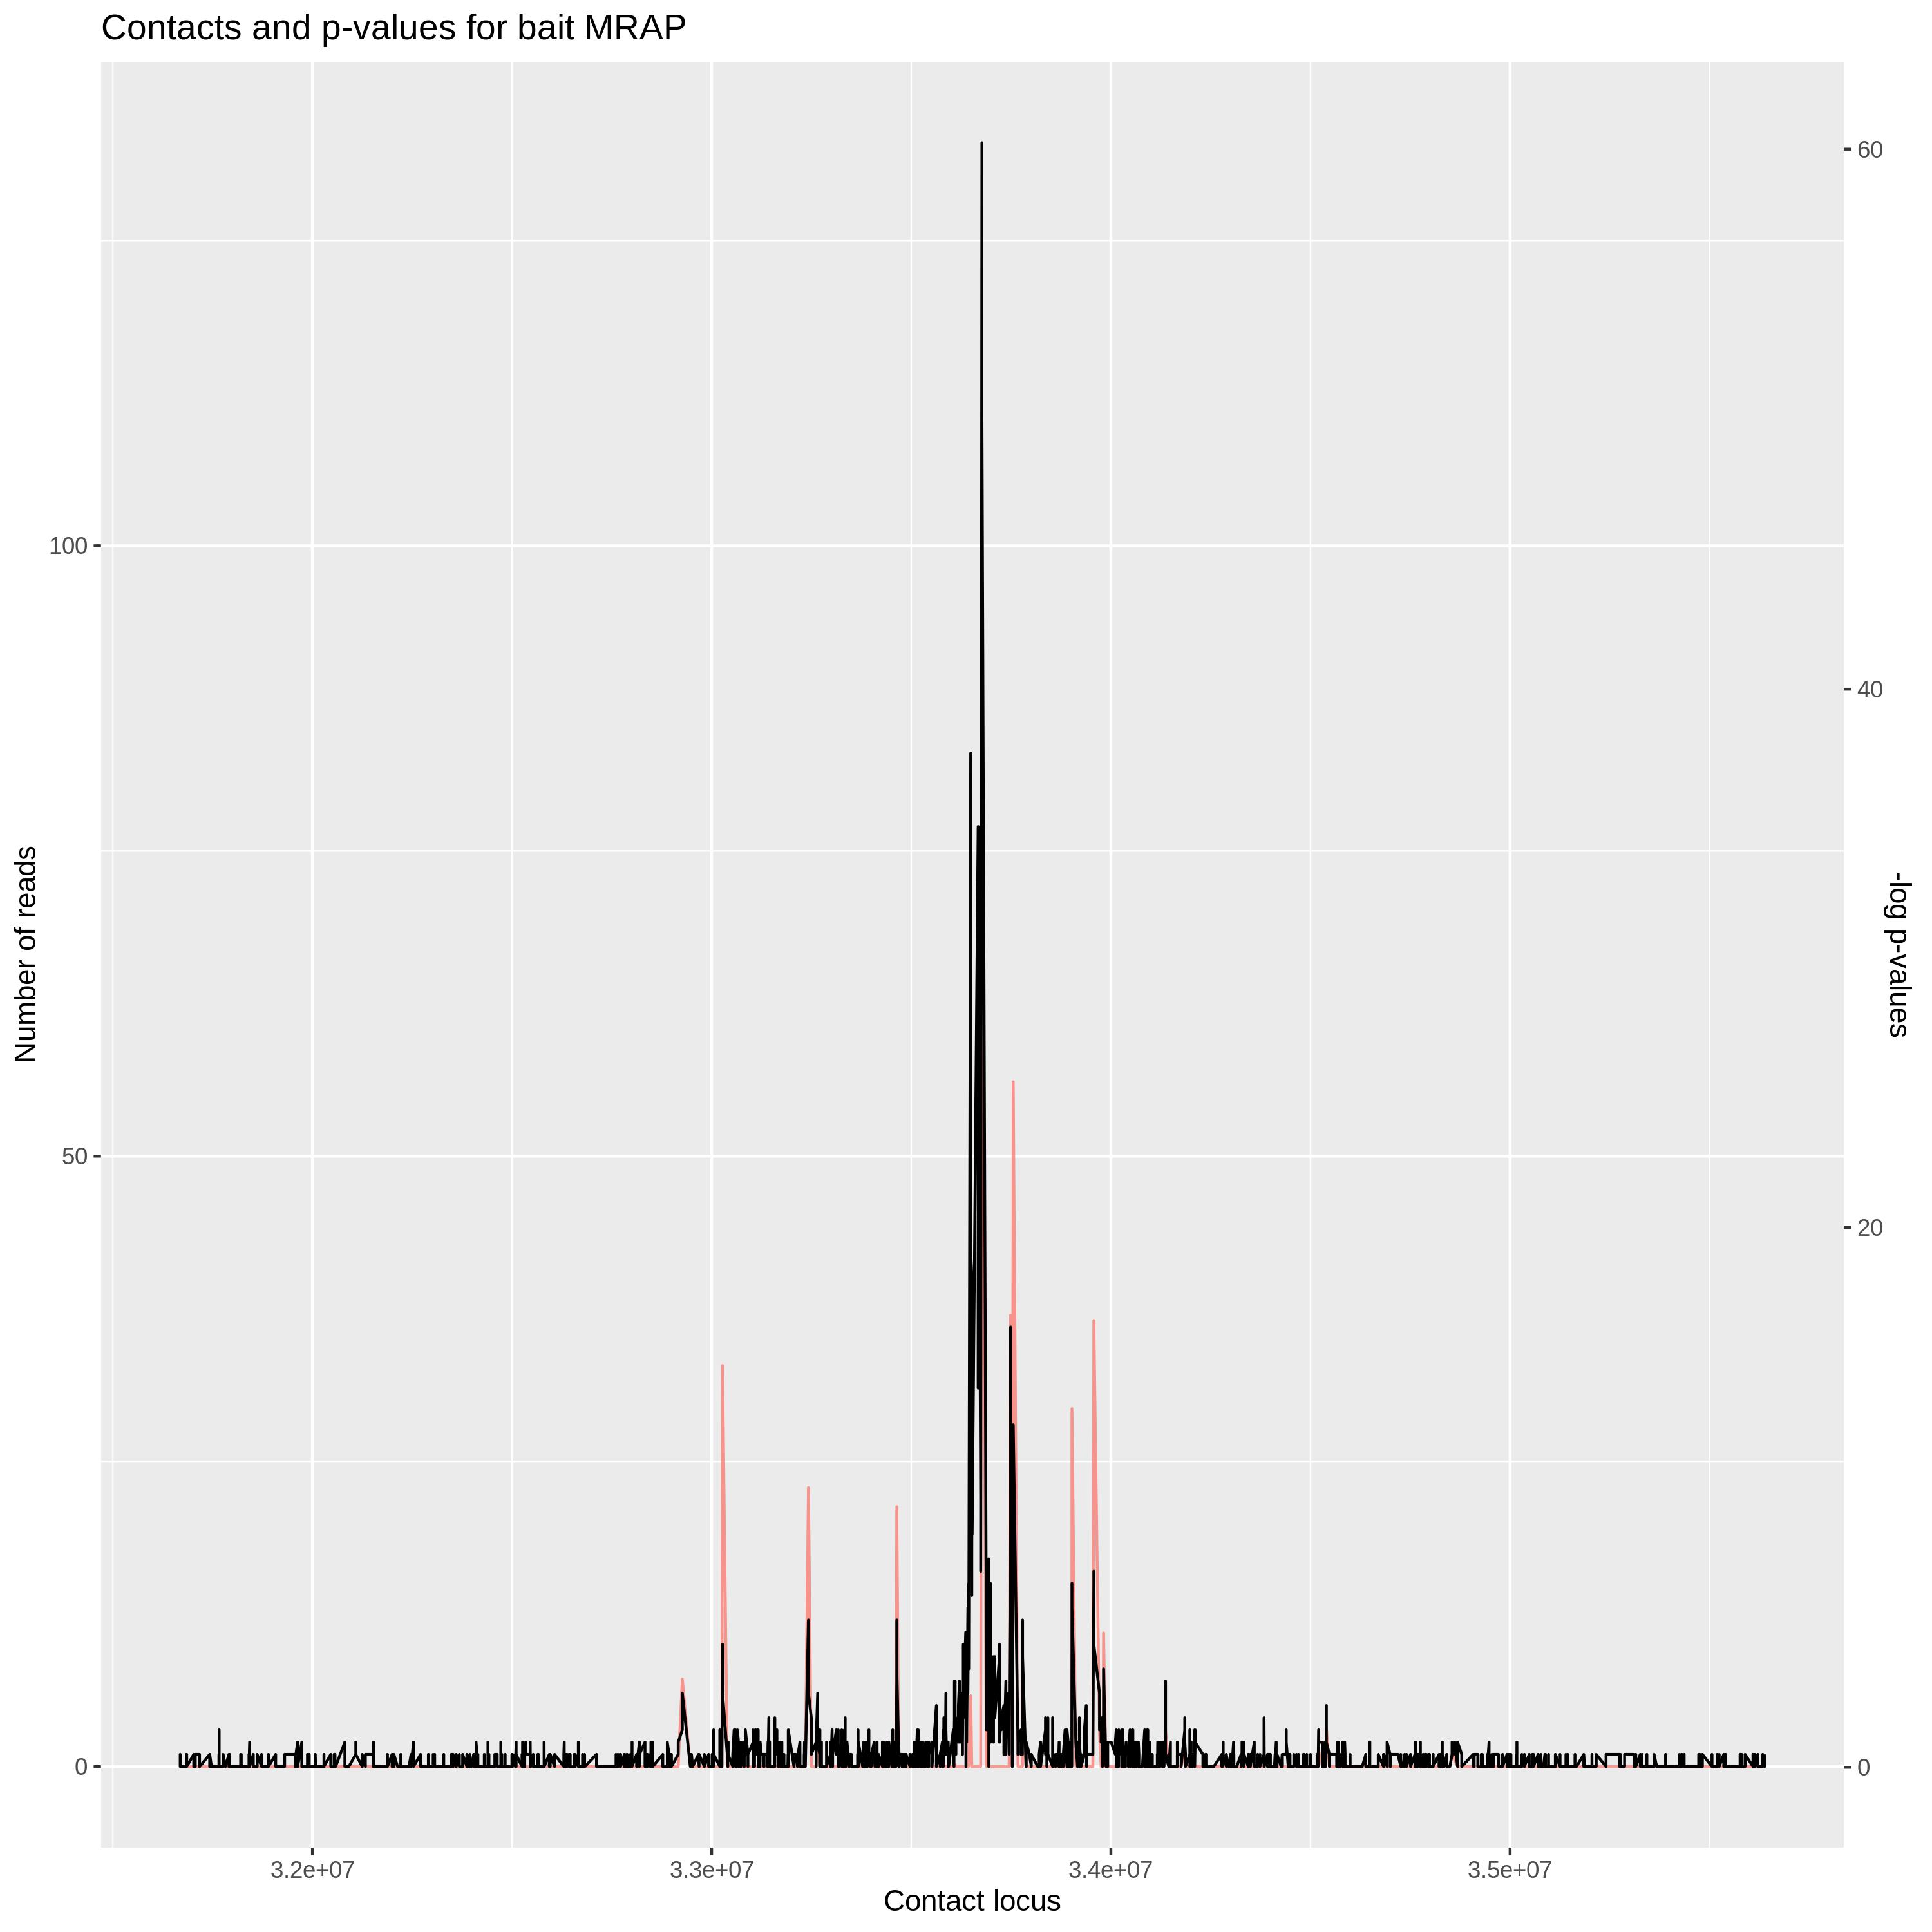 Contacts and p-values for bait MRAP
Number of reads
100
50
0
60
40
20
0
-log p-values
3.2e+07
3.3e+07
3.4e+07
3.5e+07
Contact locus